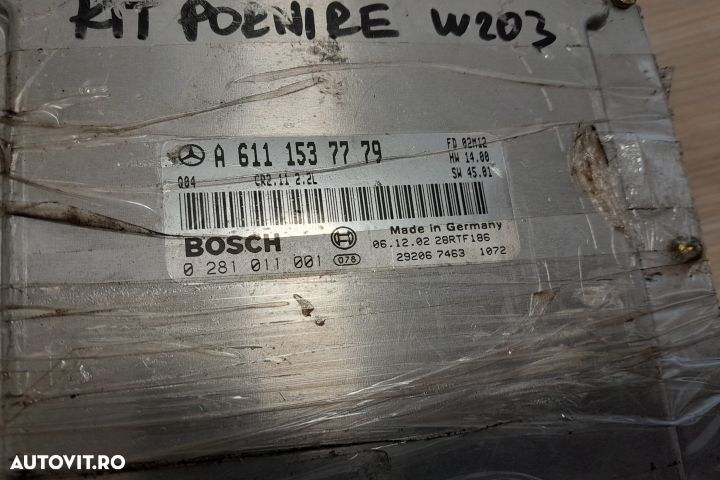 KIT PORNIRE W203
A 611 153 77 79
FD 02M12
HW 14.00
Q04 CR2.11 2.2L
SW 45.01
BOSCH
Made in Germany
06.12.02 28RTF186
0 281 011 001 078
29206 7463 1072
AUTOVIT.RO